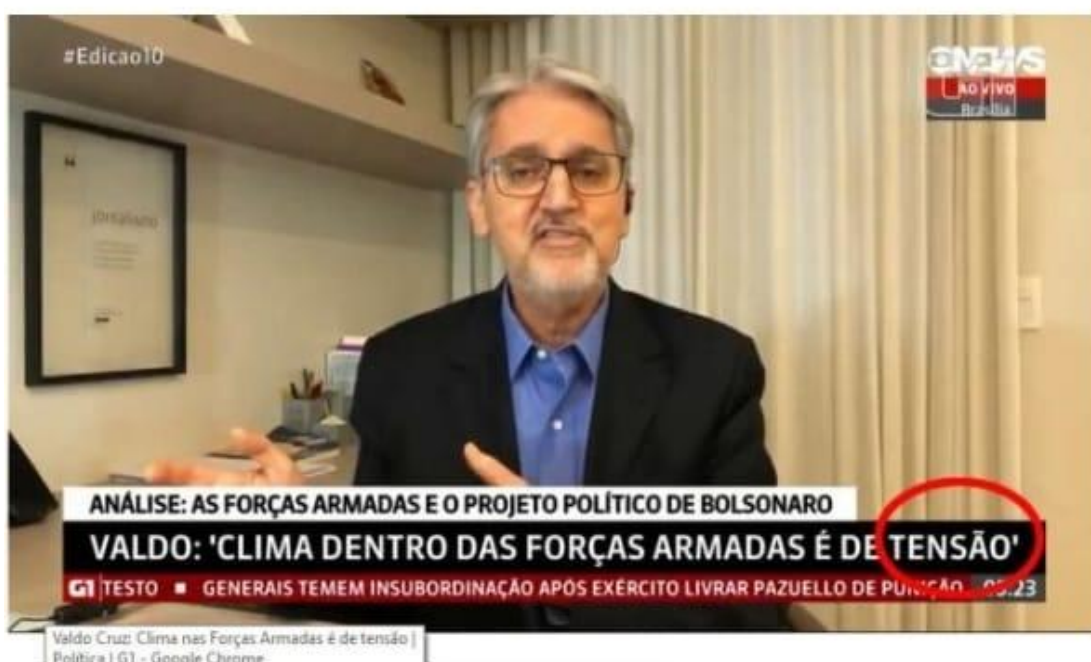 #Edicao10
GNEWS
AO VIVO
Brasília
jornalismo
ANÁLISE: AS FORÇAS ARMADAS E O PROJETO POLÍTICO DE BOLSONARO
VALDO: 'CLIMA DENTRO DAS FORÇAS ARMADAS É DE TENSÃO'
G1 TESTO ■ GENERAIS TEMEM INSUBORDINAÇÃO APÓS EXÉRCITO LIVRAR PAZUELLO DE PUNIÇÃO
Valdo Cruz: Clima nas Forças Armadas é de tensão |
Política | G1 - Google Chrome